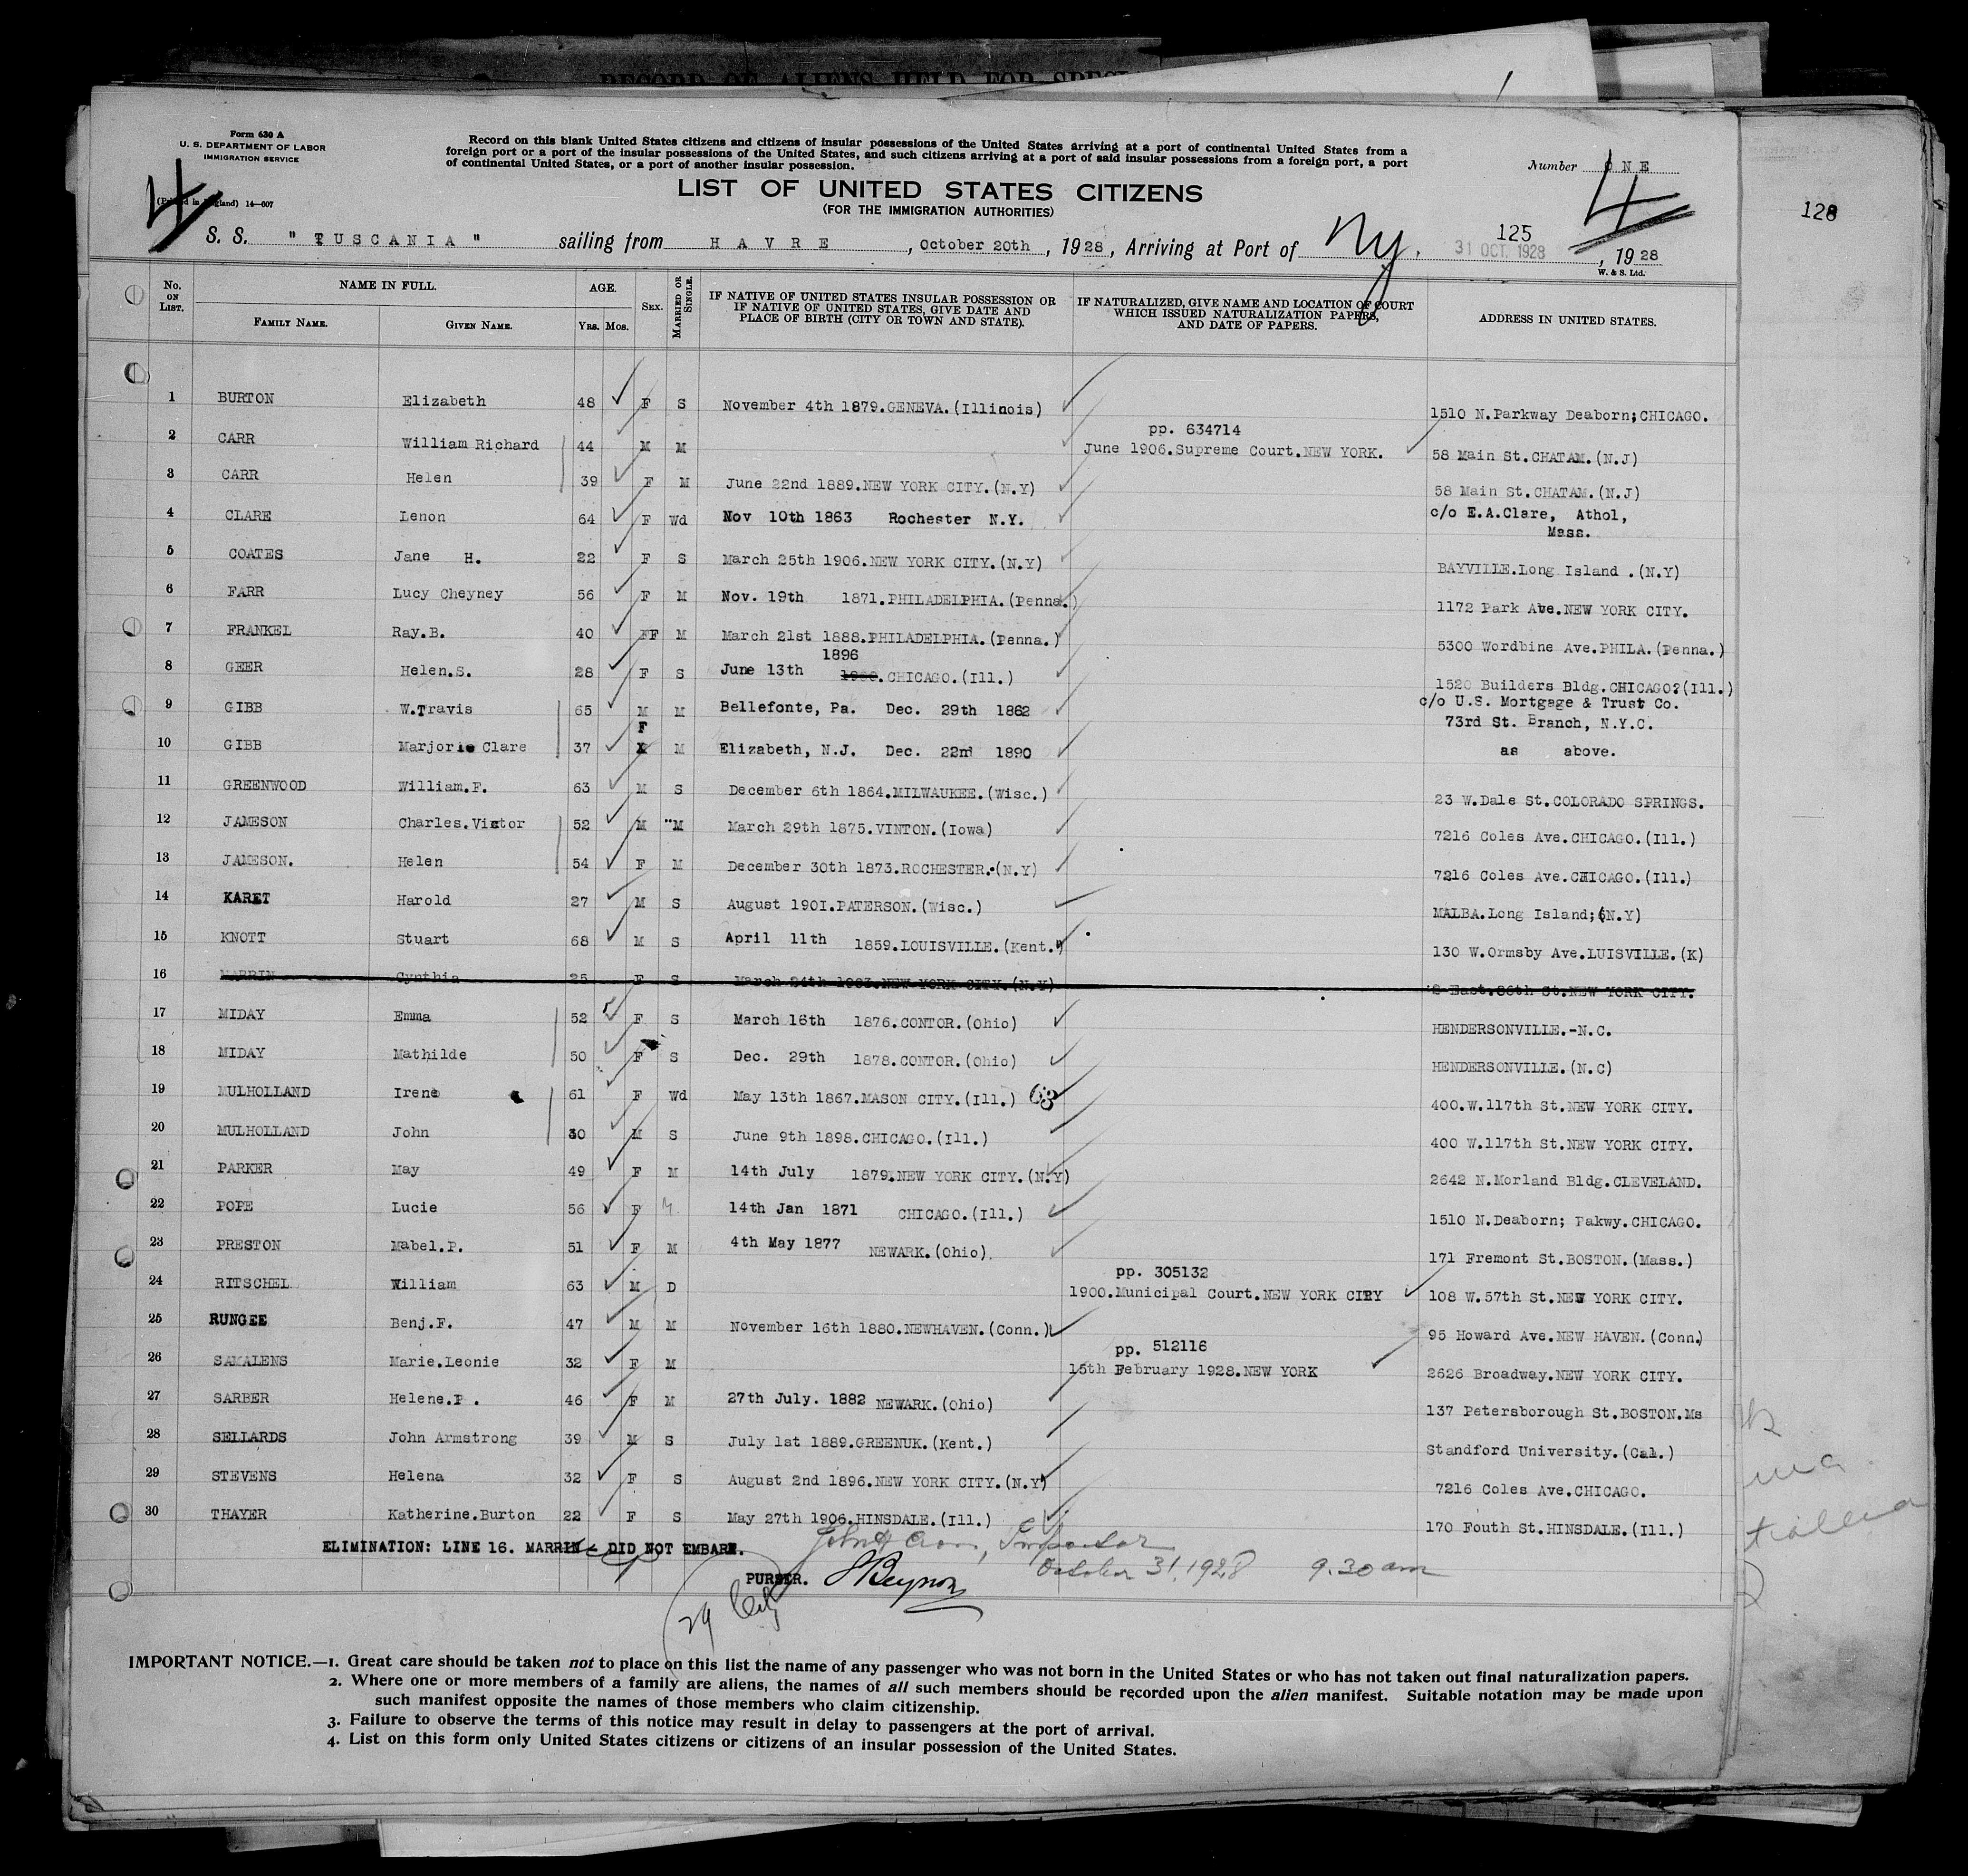 RECORD OF ALIENS HELD FOR SPECI
Form 630 A
U. S. DEPARTMENT OF LABOR
IMMIGRATION SERVICE
14—607
4
Record on this blank United States citizens and citizens of insular possessions of the United States arriving at a port of continental United States from a
foreign port or a port of the insular possessions of the United States, and such citizens arriving at a port of said insular possessions from a foreign port, a port
of continental United States, or a port of another insular possession.
Number ONE
4
LIST OF UNITED STATES CITIZENS
(FOR THE IMMIGRATION AUTHORITIES)
128
125
S. S. "TUSCANIA" sailing from HAVRE, October 20th, 1928, Arriving at Port of Ny. 31 OCT. 1928, 1928
W. & S. Ltd.
No. ON LIST. NAME IN FULL. FAMILY NAME. GIVEN NAME. AGE. YRS. MOS. SEX. MARRIED OR SINGLE. IF NATIVE OF UNITED STATES INSULAR POSSESSION OR IF NATIVE OF UNITED STATES, GIVE DATE AND PLACE OF BIRTH (CITY OR TOWN AND STATE). IF NATURALIZED, GIVE NAME AND LOCATION OF COURT WHICH ISSUED NATURALIZATION PAPERS, AND DATE OF PAPERS. ADDRESS IN UNITED STATES.
1 BURTON Elizabeth 48 F S November 4th 1879.GENEVA.(Illinois) 1510 N.Parkway Deaborn;CHICAGO.
2 CARR William Richard 44 M M pp. 634714 June 1906.Supreme Court.NEW YORK. 58 Main St.CHATAM.(N.J)
3 CARR Helen 39 F M June 22nd 1889.NEW YORK CITY.(N.Y) 58 Main St.CHATAM.(N.J)
4 CLARE Lenon 64 F Wd Nov 10th 1863 Rochester N.Y. c/o E.A.Clare, Athol, Mass.
5 COATES Jane H. 22 F S March 25th 1906.NEW YORK CITY.(N.Y) BAYVILLE.Long Island .(N.Y)
6 FARR Lucy Cheyney 56 F M Nov. 19th 1871.PHILADELPHIA.(Penna.) 1172 Park Ave.NEW YORK CITY.
7 FRANKEL Ray.B. 40 FF M March 21st 1888.PHILADELPHIA.(Penna.) 5300 Wordbine Ave.PHILA.(Penna.)
8 GEER Helen.S. 28 F S June 13th 1896 .CHICAGO.(Ill.) 1520 Builders Bldg.CHICAGO?(Ill.)
9 GIBB W.Travis 65 M M Bellefonte, Pa. Dec. 29th 1862 c/o U.S. Mortgage & Trust Co. 73rd St. Branch, N.Y.C.
10 GIBB Marjorie Clare 37 F M Elizabeth, N.J. Dec. 22nd 1890 as above.
11 GREENWOOD William.F. 63 M S December 6th 1864.MILWAUKEE.(Wisc.) 23 W.Dale St.COLORADO SPRINGS.
12 JAMESON Charles.Victor 52 M "M March 29th 1875.VINTON.(Iowa) 7216 Coles Ave.CHICAGO.(Ill.)
13 JAMESON. Helen 54 F M December 30th 1873.ROCHESTER.(N.Y) 7216 Coles Ave.CHICAGO.(Ill.)
14 KARET Harold 27 M S August 1901.PATERSON.(Wisc.) MALBA.Long Island;(N.Y)
15 KNOTT Stuart 68 M S April 11th 1859.LOUISVILLE.(Kent.) 130 W.Ormsby Ave.LUISVILLE.(K)
16 MARRIN Cynthia 25 F S March 24th 1903.NEW YORK CITY.(N.Y) 2 East.86th St.NEW YORK CITY.
17 MIDAY Emma 52 F S March 16th 1876.CONTOR.(Ohio) HENDERSONVILLE.-N.C.
18 MIDAY Mathilde 50 F S Dec. 29th 1878.CONTOR.(Ohio) HENDERSONVILLE.(N.C)
19 MULHOLLAND Irene 61 F Wd May 13th 1867.MASON CITY.(Ill.) 63 400.W.117th St.NEW YORK CITY.
20 MULHOLLAND John 30 M S June 9th 1898.CHICAGO.(Ill.) 400 W.117th St.NEW YORK CITY.
21 PARKER May 49 F M 14th July 1879.NEW YORK CITY.(N.Y) 2642 N.Morland Bldg.CLEVELAND.
22 POPE Lucie 56 F M 14th Jan 1871 CHICAGO.(Ill.) 1510 N.Deaborn; Pakwy.CHICAGO.
23 PRESTON Mabel.P. 51 F M 4th May 1877 NEWARK.(Ohio) 171 Fremont St.BOSTON.(Mass.)
24 RITSCHEL William 63 M D pp. 305132 1900.Municipal Court.NEW YORK CITY 108 W.57th St.NEW YORK CITY.
25 RUNGEE Benj.F. 47 M M November 16th 1880.NEWHAVEN.(Conn.) 95 Howard Ave.NEW HAVEN.(Conn)
26 SAMALENS Marie.Leonie 32 F M pp. 512116 15th February 1928.NEW YORK 2626 Broadway.NEW YORK CITY.
27 SARBER Helene.P. 46 F M 27th July. 1882 NEWARK.(Ohio) 137 Petersborough St.BOSTON.Ms
28 SELLARDS John Armstrong 39 M S July 1st 1889.GREENUK.(Kent.) Standford University.(Cal.)
29 STEVENS Helena 32 F S August 2nd 1896.NEW YORK CITY.(N.Y) 7216 Coles Ave.CHICAGO.
30 THAYER Katherine.Burton 22 F S May 27th 1906.HINSDALE.(Ill.) 170 Fouth St.HINSDALE.(Ill.)
ELIMINATION: LINE 16. MARRIN - DID NOT EMBARK.
PURSER.
October 31, 1928 9.30 am
29
IMPORTANT NOTICE.—1. Great care should be taken not to place on this list the name of any passenger who was not born in the United States or who has not taken out final naturalization papers.
2. Where one or more members of a family are aliens, the names of all such members should be recorded upon the alien manifest. Suitable notation may be made upon
such manifest opposite the names of those members who claim citizenship.
3. Failure to observe the terms of this notice may result in delay to passengers at the port of arrival.
4. List on this form only United States citizens or citizens of an insular possession of the United States.